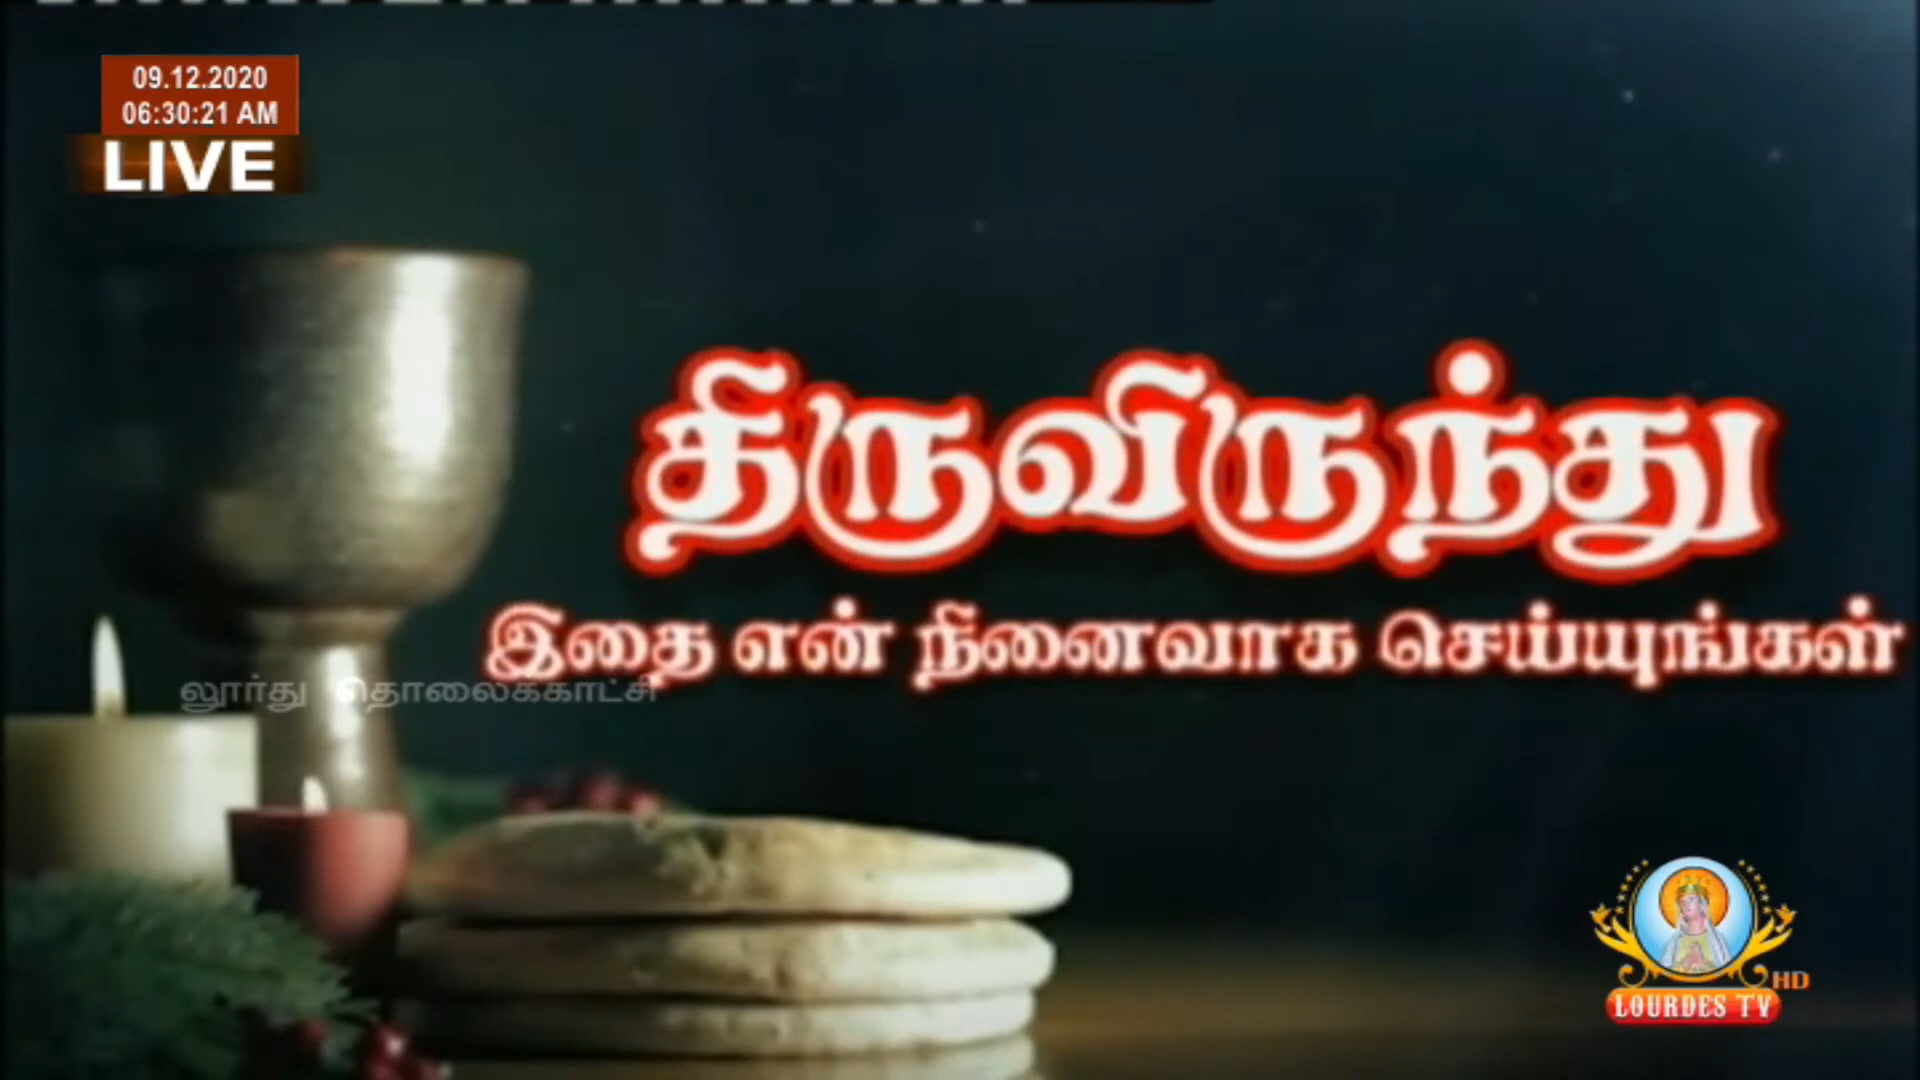 09.12.2020
06:30:21 AM
LIVE
திருவிருந்து
இதை என் நினைவாக செய்யுங்கள்
லூர்து தொலைக்காட்சி
HD
LOURDES TV